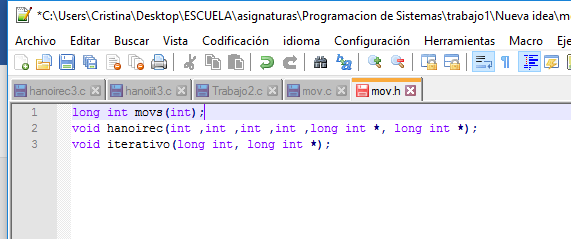 *C:\Users\Cristina\Desktop\ESCUELA\asignaturas\Programacion de Sistemas\trabajo1\Nueva idea\m
Archivo Editar Buscar Vista Codificación idioma Configuración Herramientas Macro Eje
hanoirec3.c hanoiit3.c Trabajo2.c mov.c mov.h
1 long int movs(int);
2 void hanoirec(int ,int ,int ,int ,long int *, long int *);
3 void iterativo(long int, long int *);